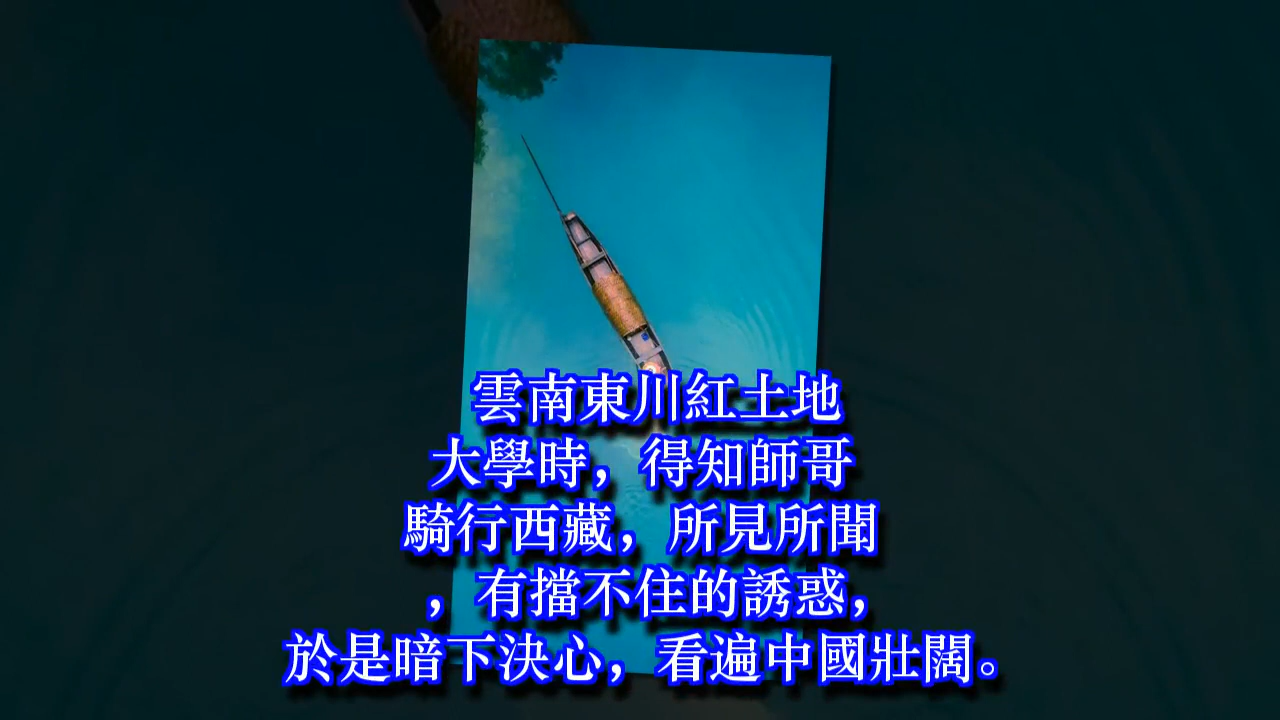 雲南東川紅土地
大學時，得知師哥
騎行西藏，所見所聞
，有擋不住的誘惑，
於是暗下決心，看遍中國壯闊。